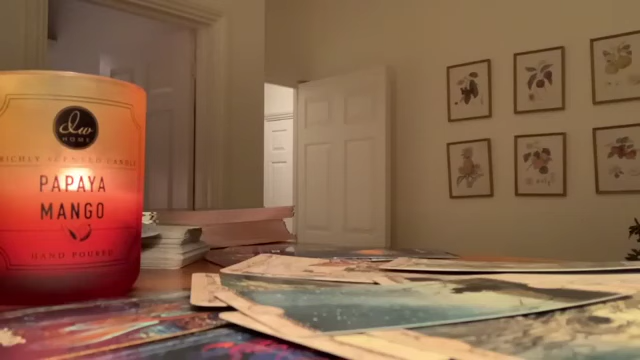 dw
HOME
RICHLY SCENTED CANDLE
PAPAYA
MANGO
HAND POURED